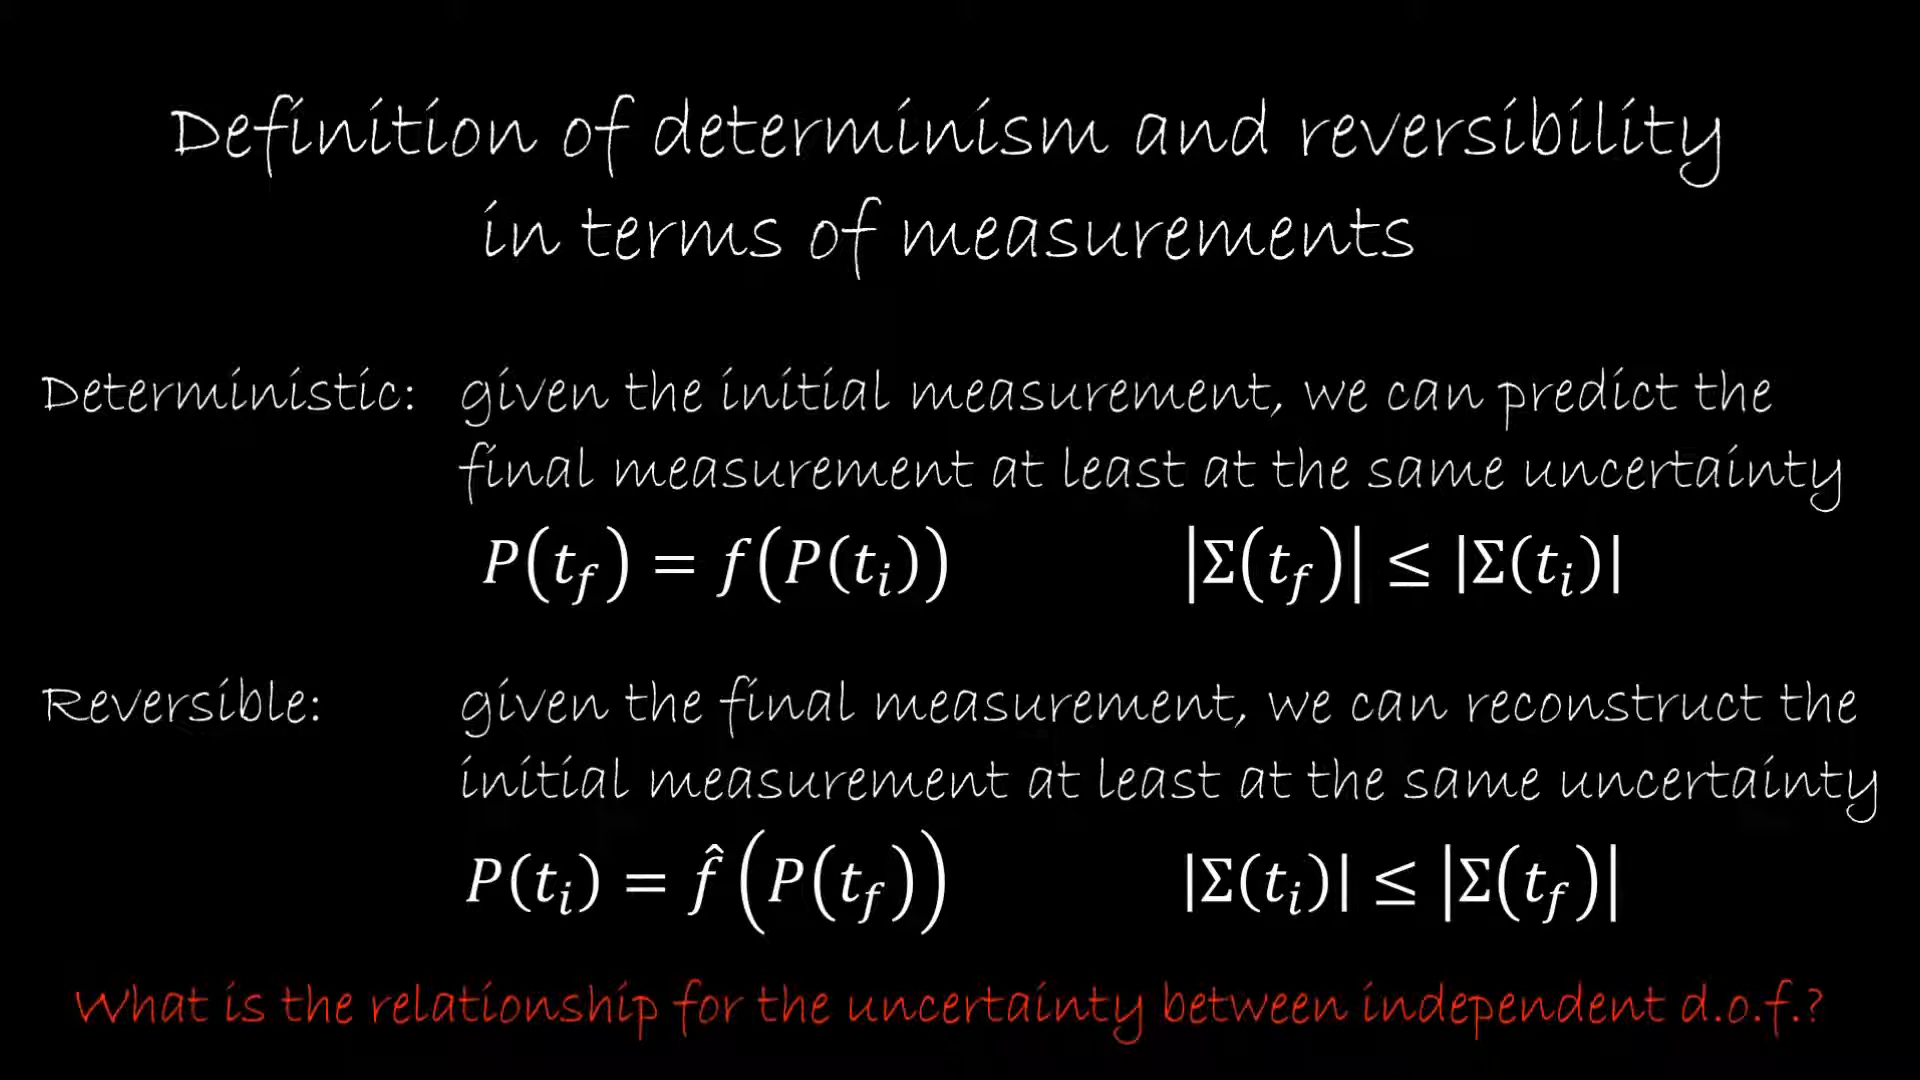 Definition of determinism and reversibility
in terms of measurements
Deterministic: given the initial measurement, we can predict the
final measurement at least at the same uncertainty
P(t_f) = f(P(t_i)) |Σ(t_f)| ≤ |Σ(t_i)|
Reversible: given the final measurement, we can reconstruct the
initial measurement at least at the same uncertainty
P(t_i) = f̂(P(t_f)) |Σ(t_i)| ≤ |Σ(t_f)|
What is the relationship for the uncertainty between independent d.o.f.?